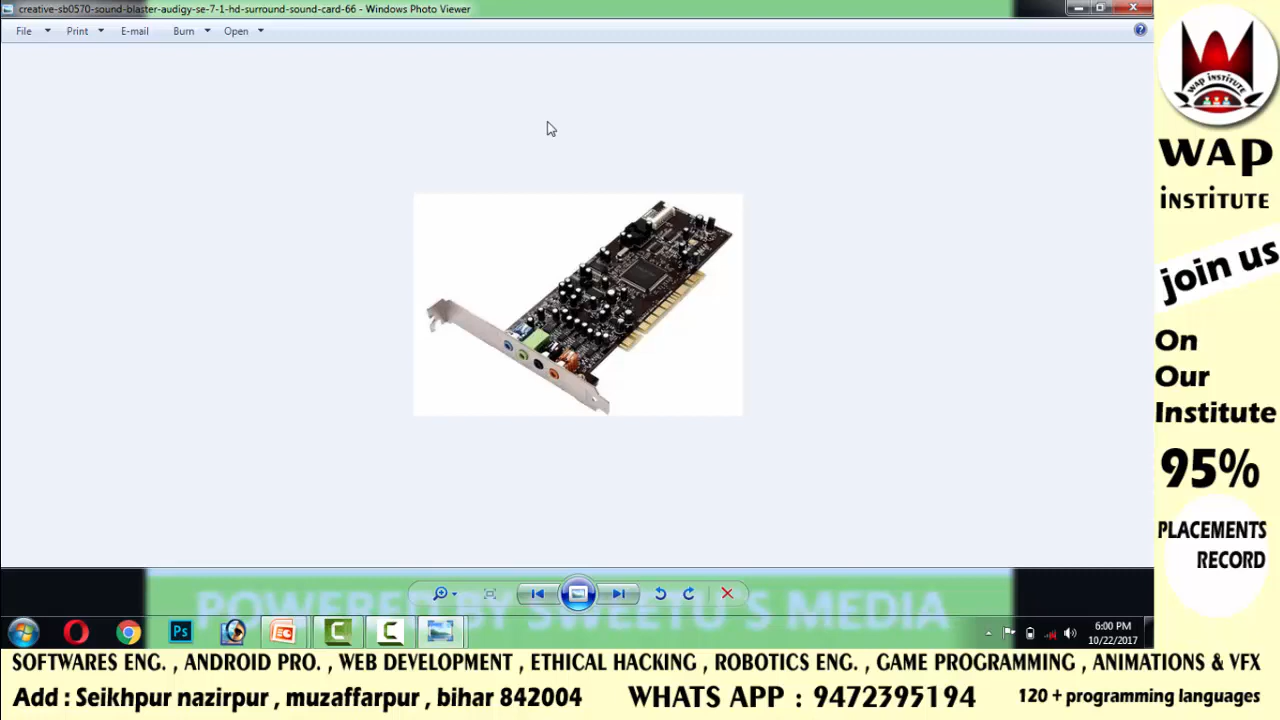 creative-sb0570-sound-blaster-audigy-se-7-1-hd-surround-sound-card-66 - Windows Photo Viewer
File Print E-mail Burn Open
wap institute
wap
institute
join us
On
Our
Institute
95%
PLACEMENTS
RECORD
Ps
6:00 PM
10/22/2017
SOFTWARES ENG. , ANDROID PRO. , WEB DEVELOPMENT , ETHICAL HACKING , ROBOTICS ENG. , GAME PROGRAMMING , ANIMATIONS & VFX
Add : Seikhpur nazirpur , muzaffarpur , bihar 842004 WHATS APP : 9472395194 120 + programming languages